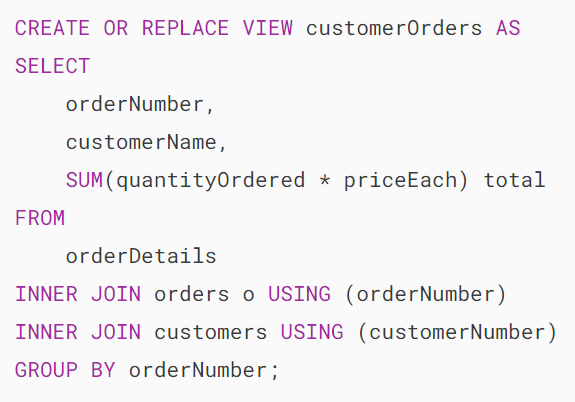 CREATE OR REPLACE VIEW customerOrders AS
SELECT
    orderNumber,
    customerName,
    SUM(quantityOrdered * priceEach) total
FROM
    orderDetails
INNER JOIN orders o USING (orderNumber)
INNER JOIN customers USING (customerNumber)
GROUP BY orderNumber;